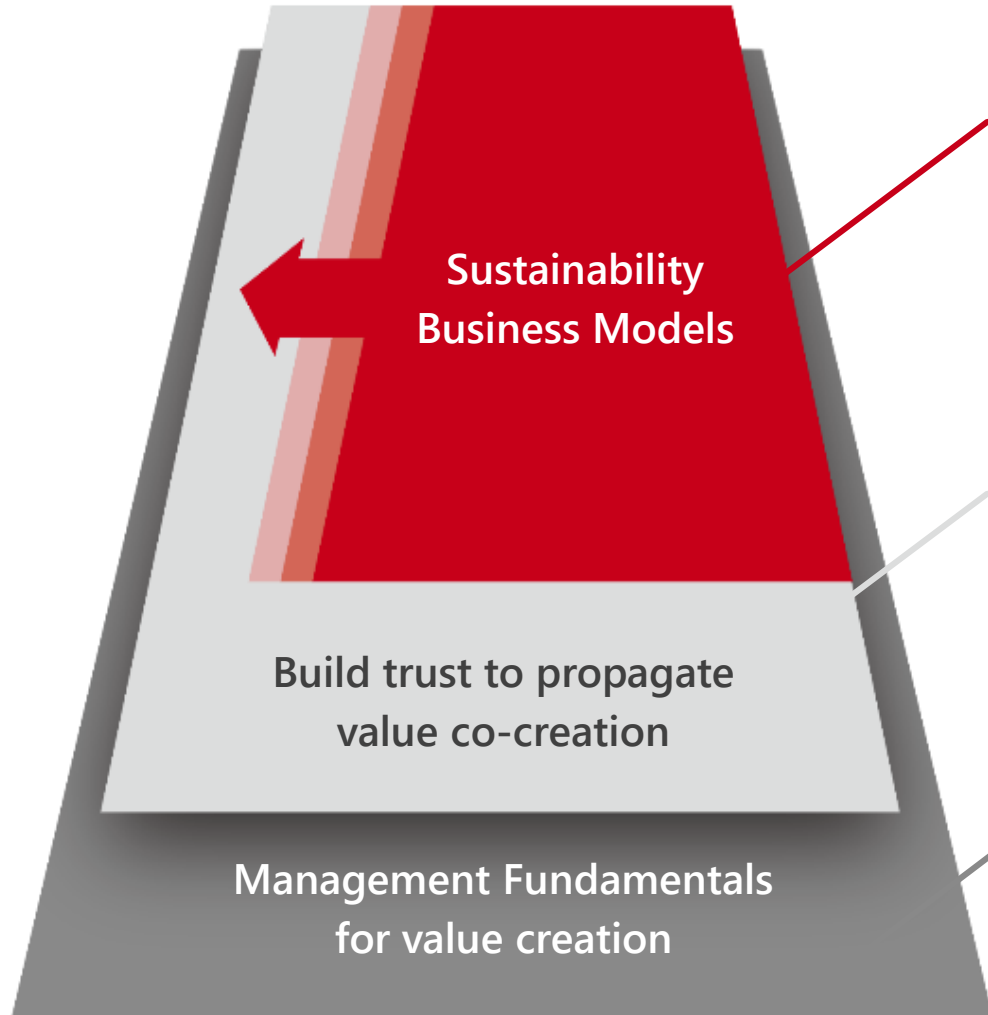 Sustainability
Business Models
Build trust to propagate
value co-creation
Management Fundamentals
for value creation